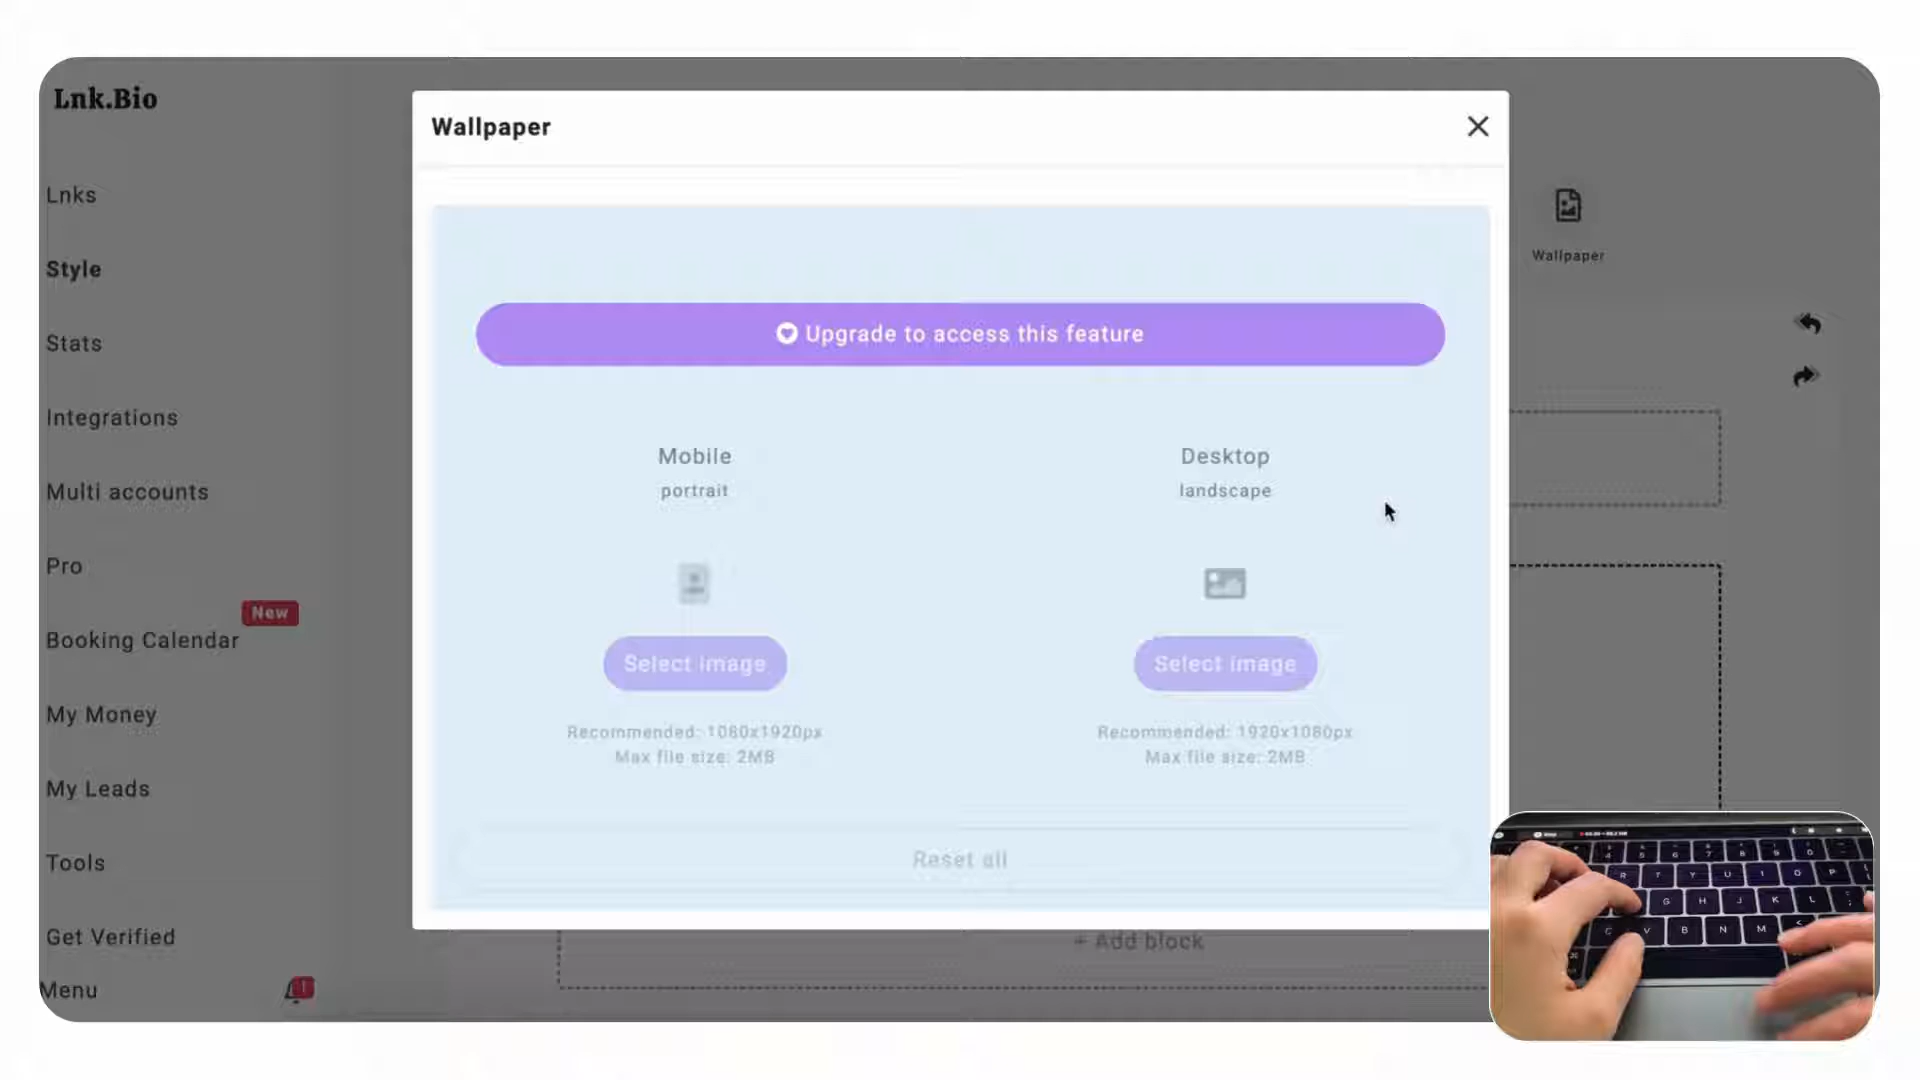 Lnk.Bio
Lnks
Style
Stats
Integrations
Multi accounts
Pro
New
Booking Calendar
My Money
My Leads
Tools
Get Verified
Menu
Wallpaper
Upgrade to access this feature
Mobile
portrait
Select image
Recommended: 1080x1920px
Max file size: 2MB
Desktop
landscape
Select image
Recommended: 1920x1080px
Max file size: 2MB
Reset all
Wallpaper
+ Add block
R T Y U I O P
G H J K L
C V B N M